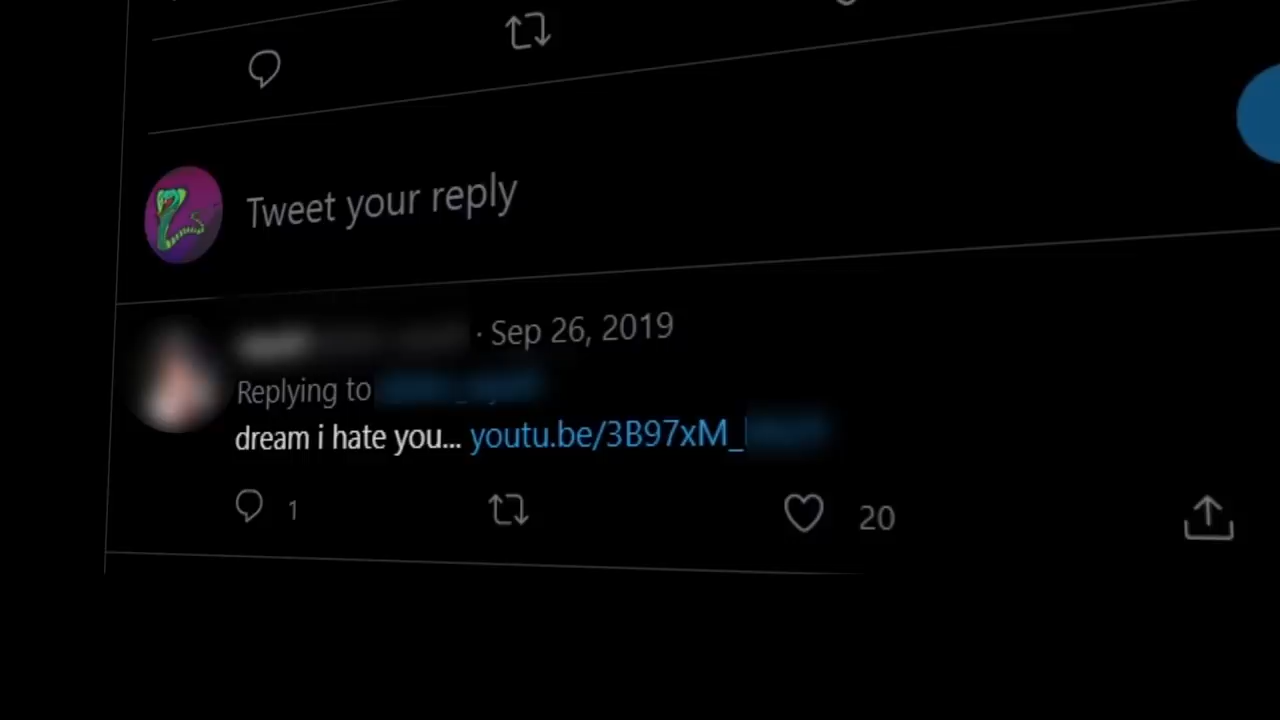 Tweet your reply
· Sep 26, 2019
Replying to
dream i hate you... youtu.be/3B97xM_
1 20